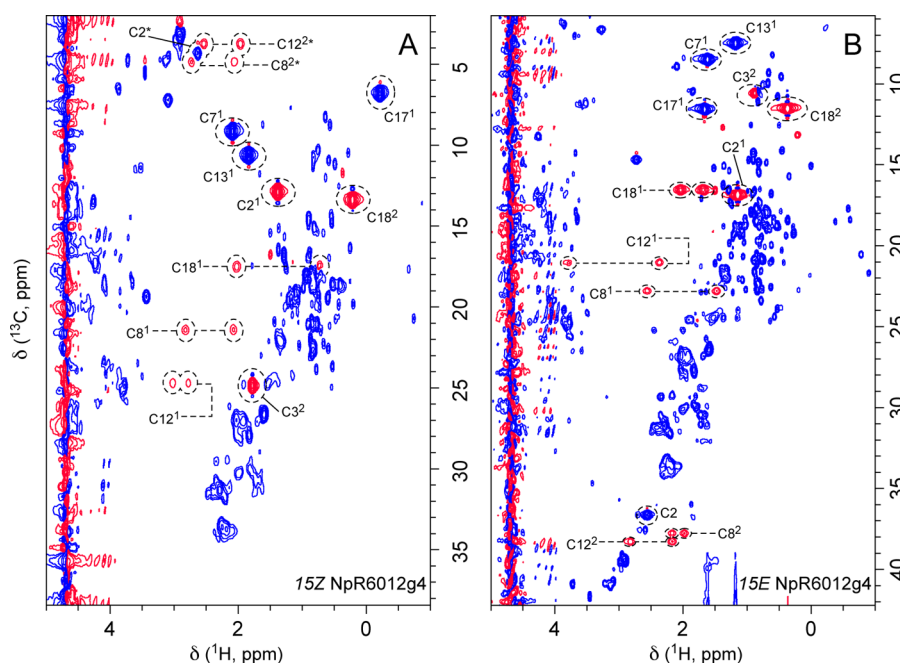 A
C2*
C12²*
C8²*
C17¹
C7¹
C13¹
C2¹
C18²
C18¹
C8¹
C12¹
C3²
15Z NpR6012g4
5
10
15
20
25
30
35
4
2
0
δ (¹H, ppm)
δ (¹³C, ppm)
B
C13¹
C7¹
C3²
C17¹
C18²
C2¹
C18¹
C12¹
C8¹
C2
C12²
C8²
15E NpR6012g4
10
15
20
25
30
35
40
4
2
0
δ (¹H, ppm)